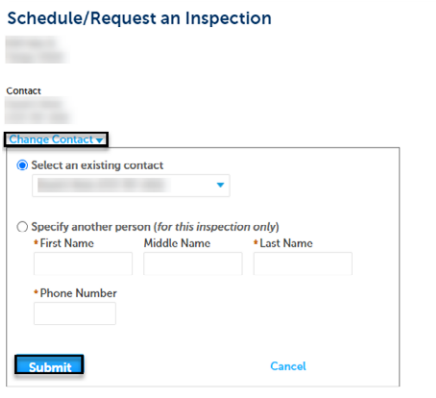 Schedule/Request an Inspection
Contact
Change Contact
Select an existing contact
Specify another person (for this inspection only)
*First Name Middle Name *Last Name
*Phone Number
Submit Cancel